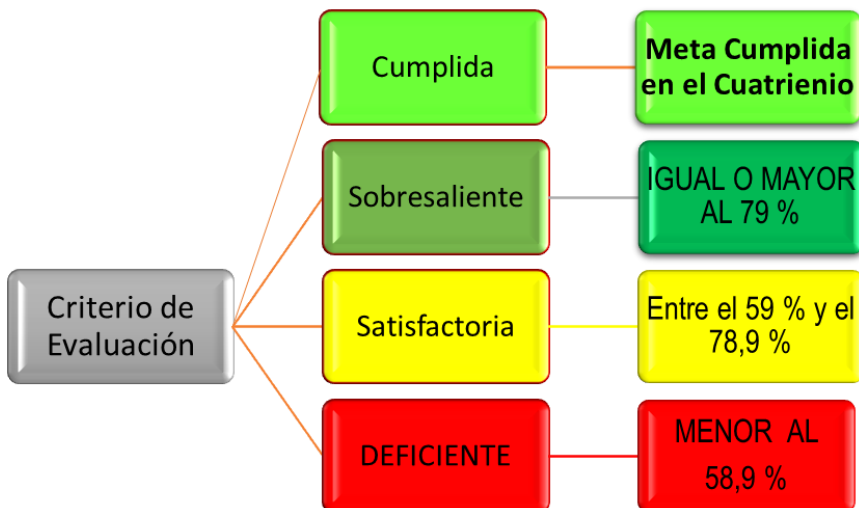 Criterio de
Evaluación
Cumplida
Meta Cumplida
en el Cuatrienio
Sobresaliente
IGUAL O MAYOR
AL 79 %
Satisfactoria
Entre el 59 % y el
78,9 %
DEFICIENTE
MENOR AL
58,9 %